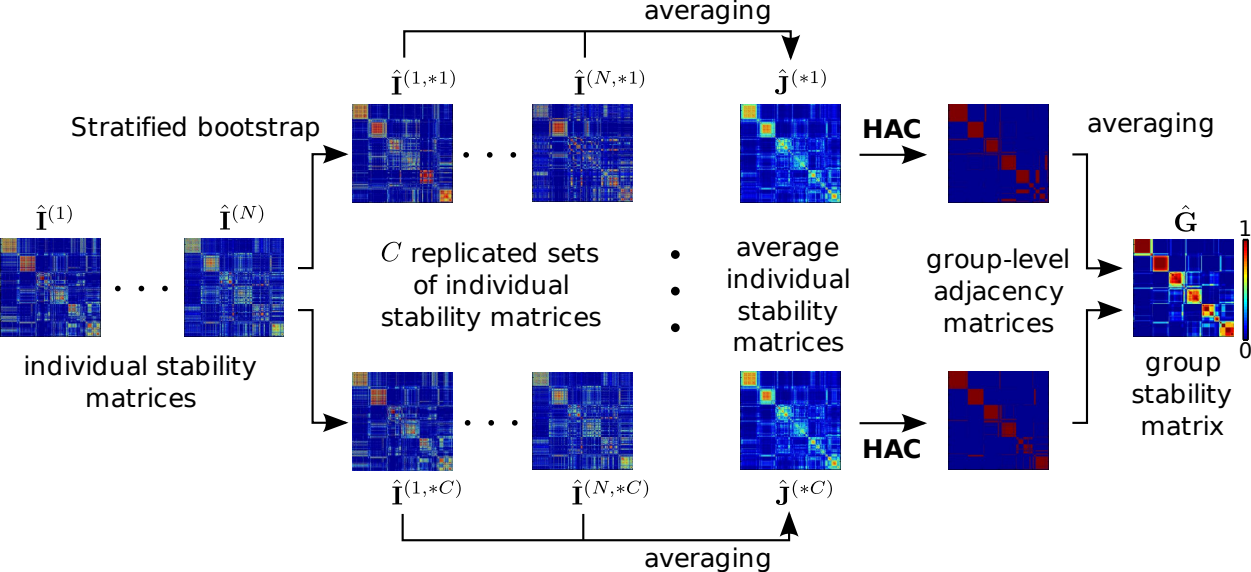 averaging
Î^(1,∗1)
Î^(N,∗1)
Ĵ^(∗1)
Stratified bootstrap
. . .
HAC
averaging
Î^(1)
Î^(N)
Ĝ
1
. . .
C replicated sets
of individual
stability matrices
average
individual
stability
matrices
group-level
adjacency
matrices
0
individual stability
matrices
group
stability
matrix
. . .
HAC
Î^(1,∗C)
Î^(N,∗C)
Ĵ^(∗C)
averaging